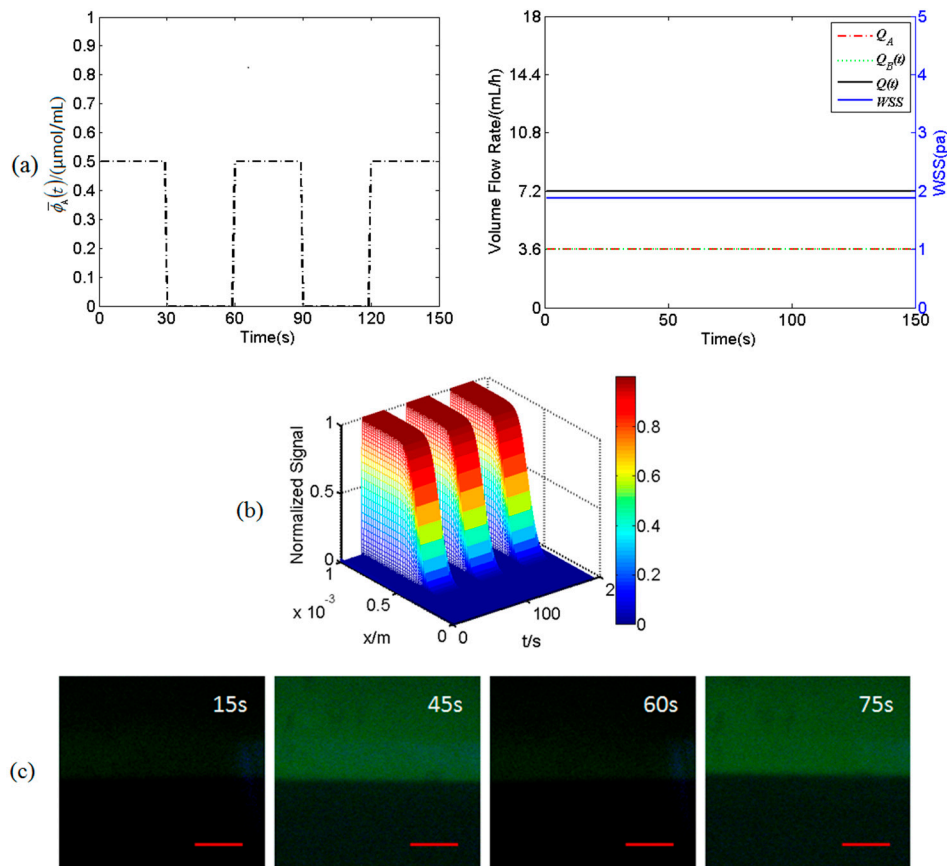 (a)
1
0.9
0.8
0.7
0.6
0.5
0.4
0.3
0.2
0.1
0
ϕ̄A(t)/(μmol/mL)
0 30 60 90 120 150
Time(s)
18
14.4
10.8
7.2
3.6
0
Volume Flow Rate/(mL/h)
0 50 100 150
Time(s)
5
4
3
2
1
0
WSS(pa)
QA
QB(t)
Q(t)
WSS
(b)
1
0.5
0
Normalized Signal
1
0.5
0
x 10⁻³
x/m
0
100
2
t/s
0.8
0.6
0.4
0.2
0
(c)
15s
45s
60s
75s